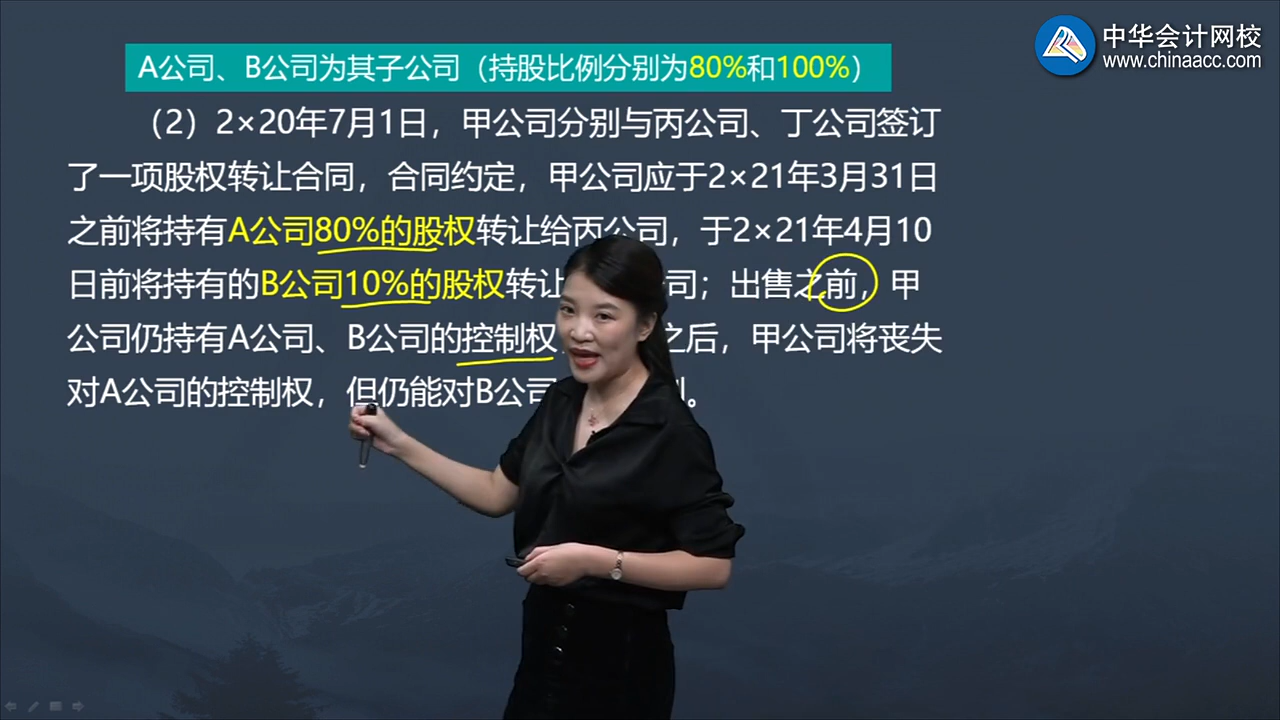 中华会计网校
www.chinaacc.com
A公司、B公司为其子公司（持股比例分别为80%和100%）
（2）2×20年7月1日，甲公司分别与丙公司、丁公司签订
了一项股权转让合同，合同约定，甲公司应于2×21年3月31日
之前将持有A公司80%的股权转让给丙公司，于2×21年4月10
日前将持有的B公司10%的股权转让 司；出售之前，甲
公司仍持有A公司、B公司的控制权 之后，甲公司将丧失
对A公司的控制权，但仍能对B公司 。